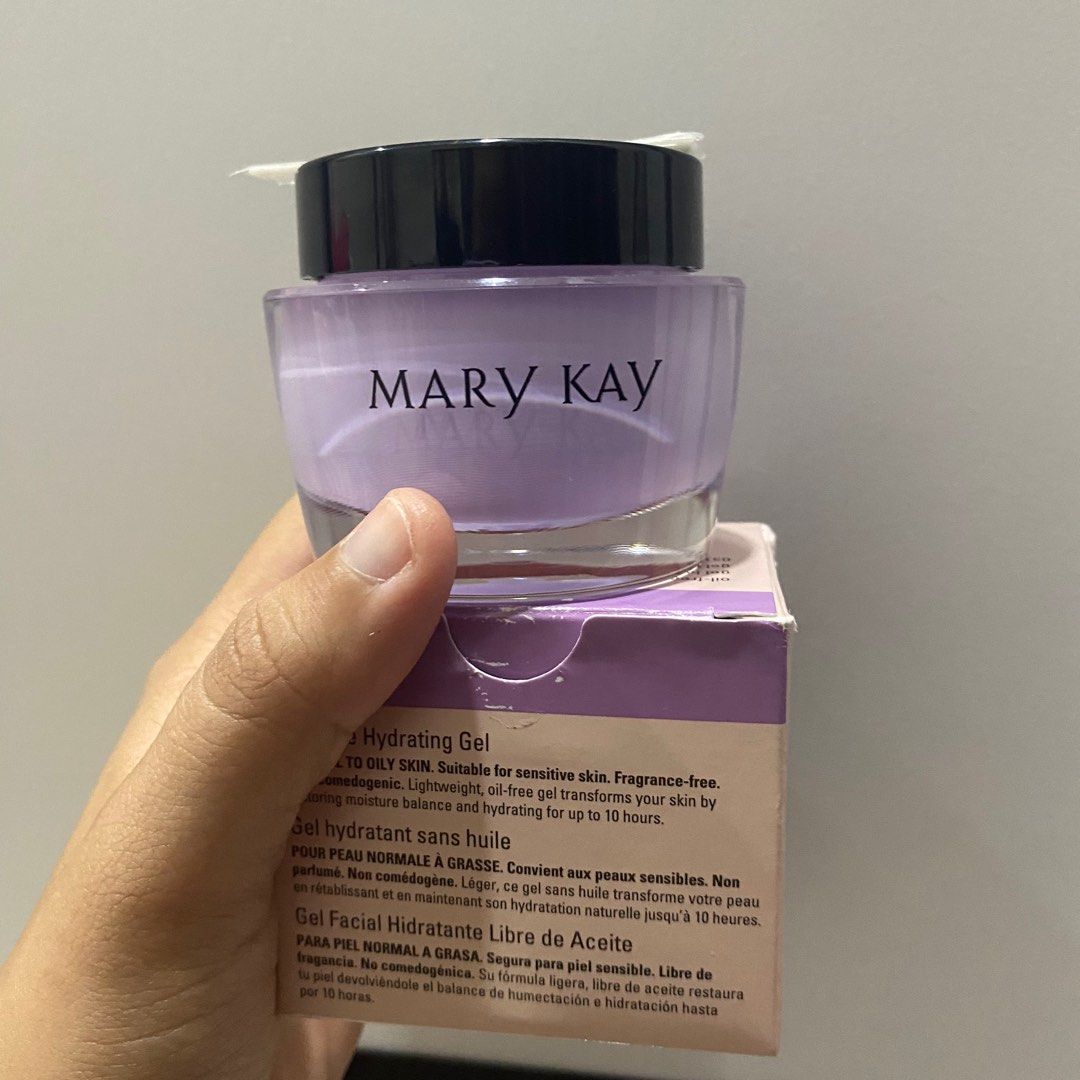 MARY KAY
oil-free
Hydrating Gel
TO OILY SKIN. Suitable for sensitive skin. Fragrance-free.
Lightweight, oil-free gel transforms your skin by
moisture balance and hydrating for up to 10 hours.
Gel hydratant sans huile
POUR PEAU NORMALE À GRASSE. Convient aux peaux sensibles. Non
parfumé. Non comédogène. Léger, ce gel sans huile transforme votre peau
en rétablissant et en maintenant son hydratation naturelle jusqu'à 10 heures.
Gel Facial Hidratante Libre de Aceite
PARA PIEL NORMAL A GRASA. Segura para piel sensible. Libre de
fragancia. No comedogénica. Su fórmula ligera, libre de aceite restaura
tu piel devolviéndole el balance de humectación e hidratación hasta
por 10 horas.